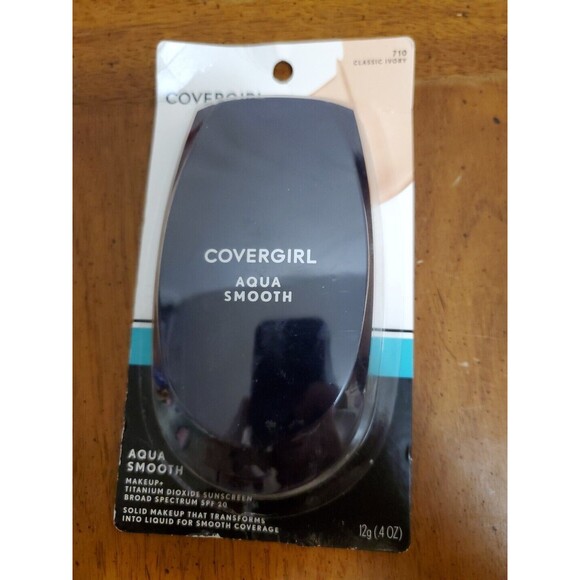 710
CLASSIC IVORY
COVERGIRL
COVERGIRL
AQUA
SMOOTH
AQUA
SMOOTH
MAKEUP+
TITANIUM DIOXIDE SUNSCREEN
BROAD SPECTRUM SPF 20
SOLID MAKEUP THAT TRANSFORMS
INTO LIQUID FOR SMOOTH COVERAGE
12g (.4 OZ)